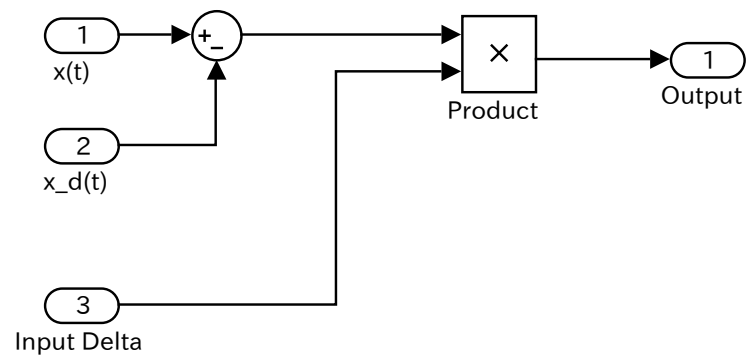 1
x(t)
+
−
×
Product
1
Output
2
x_d(t)
3
Input Delta